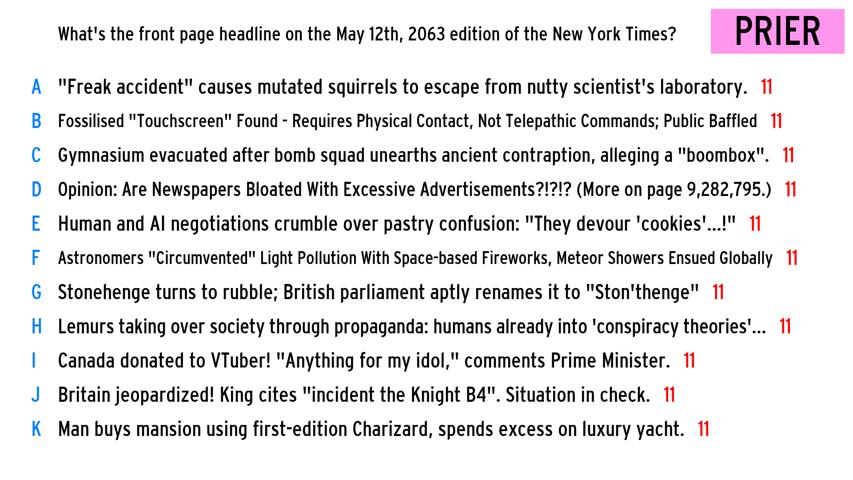 What's the front page headline on the May 12th, 2063 edition of the New York Times?
PRIER
A "Freak accident" causes mutated squirrels to escape from nutty scientist's laboratory. 11
B Fossilised "Touchscreen" Found - Requires Physical Contact, Not Telepathic Commands; Public Baffled 11
C Gymnasium evacuated after bomb squad unearths ancient contraption, alleging a "boombox". 11
D Opinion: Are Newspapers Bloated With Excessive Advertisements?!?!? (More on page 9,282,795.) 11
E Human and AI negotiations crumble over pastry confusion: "They devour 'cookies'...!" 11
F Astronomers "Circumvented" Light Pollution With Space-based Fireworks, Meteor Showers Ensued Globally 11
G Stonehenge turns to rubble; British parliament aptly renames it to "Ston'thenge" 11
H Lemurs taking over society through propaganda: humans already into 'conspiracy theories'... 11
I Canada donated to VTuber! "Anything for my idol," comments Prime Minister. 11
J Britain jeopardized! King cites "incident the Knight B4". Situation in check. 11
K Man buys mansion using first-edition Charizard, spends excess on luxury yacht. 11